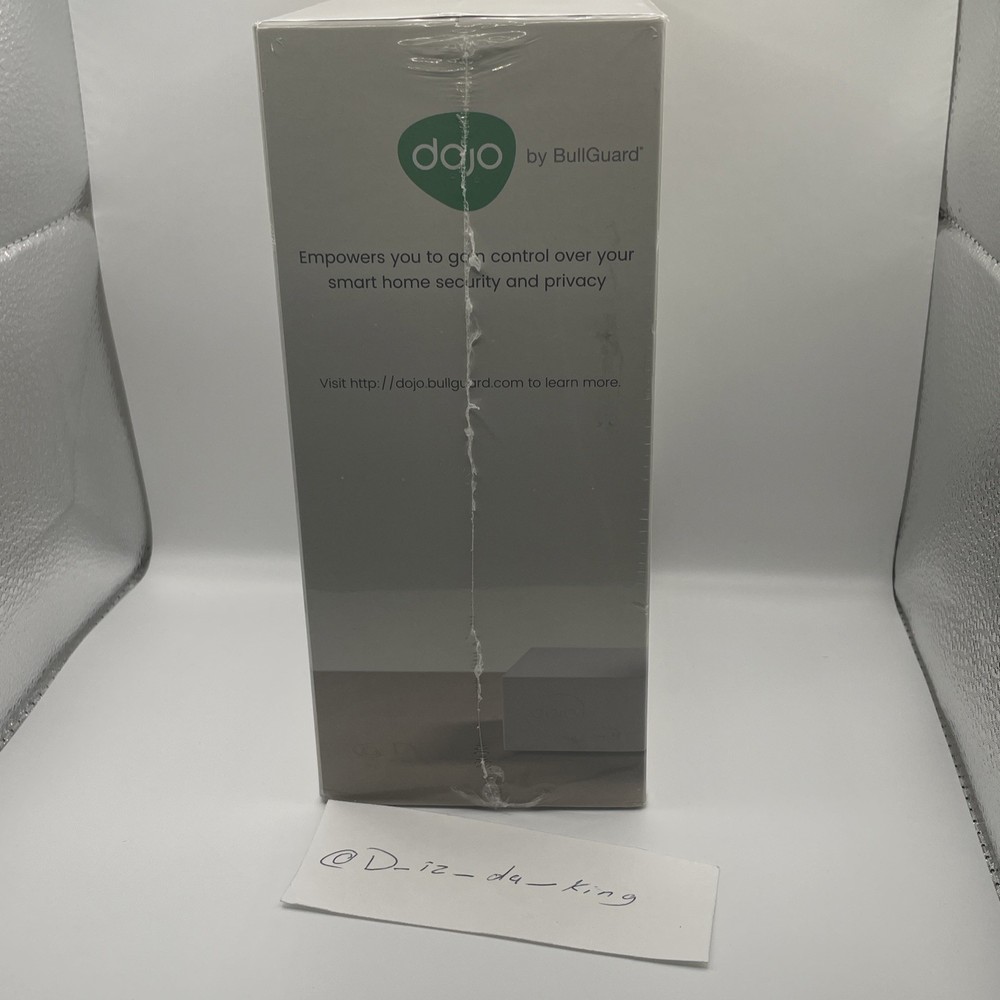 dojo by BullGuard™
Empowers you to gain control over your
smart home security and privacy
Visit http://dojo.bullguard.com to learn more.
@D_iz_da_King